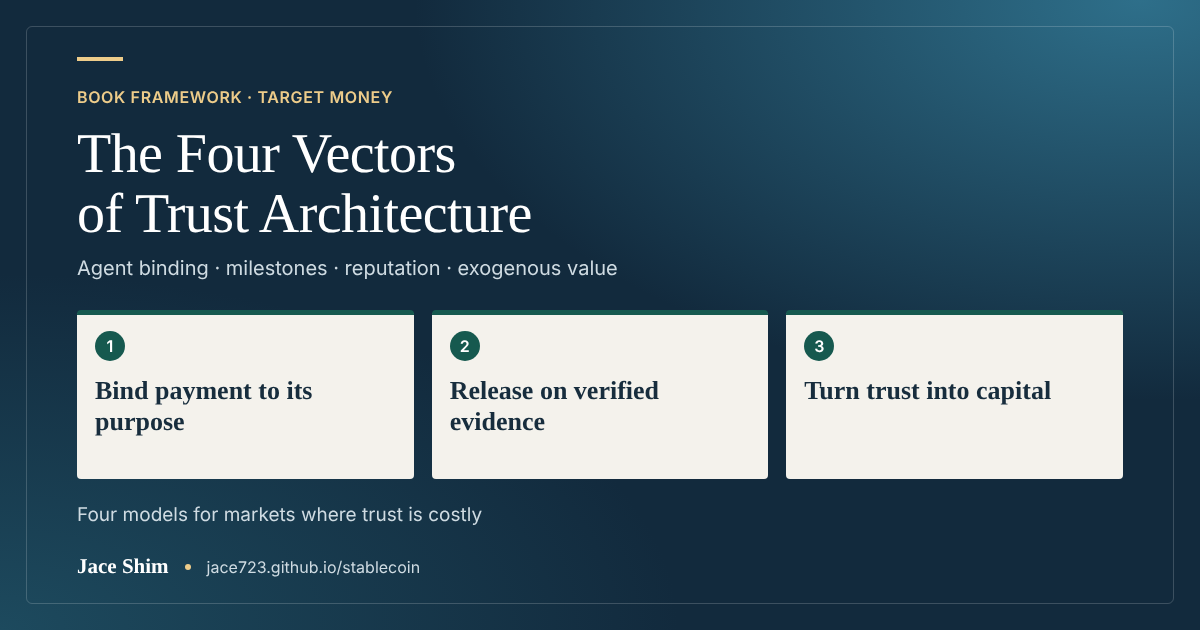 BOOK FRAMEWORK · TARGET MONEY
The Four Vectors
of Trust Architecture
Agent binding · milestones · reputation · exogenous value
1
Bind payment to its
purpose
2
Release on verified
evidence
3
Turn trust into capital
Four models for markets where trust is costly
Jace Shim • jace723.github.io/stablecoin